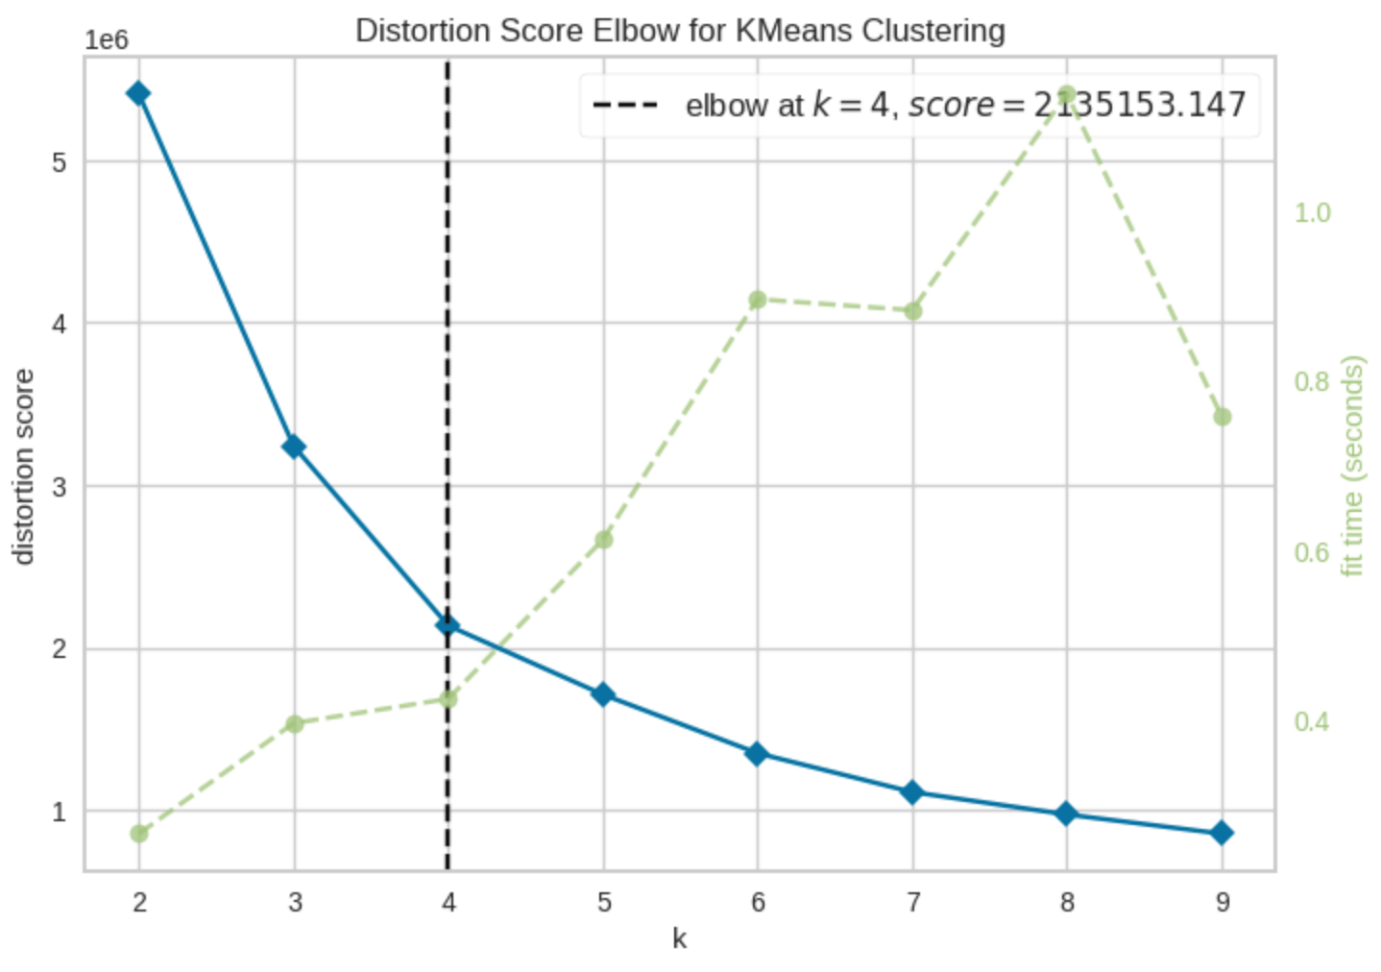 Distortion Score Elbow for KMeans Clustering
1e6
elbow at k = 4, score = 2135153.147
5
4
3
2
1
distortion score
1.0
0.8
0.6
0.4
fit time (seconds)
2 3 4 5 6 7 8 9
k